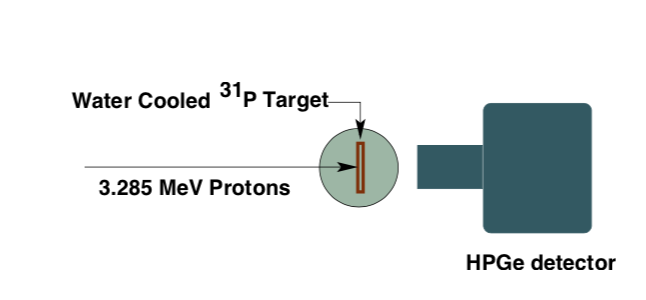 Water Cooled ³¹P Target
3.285 MeV Protons
HPGe detector